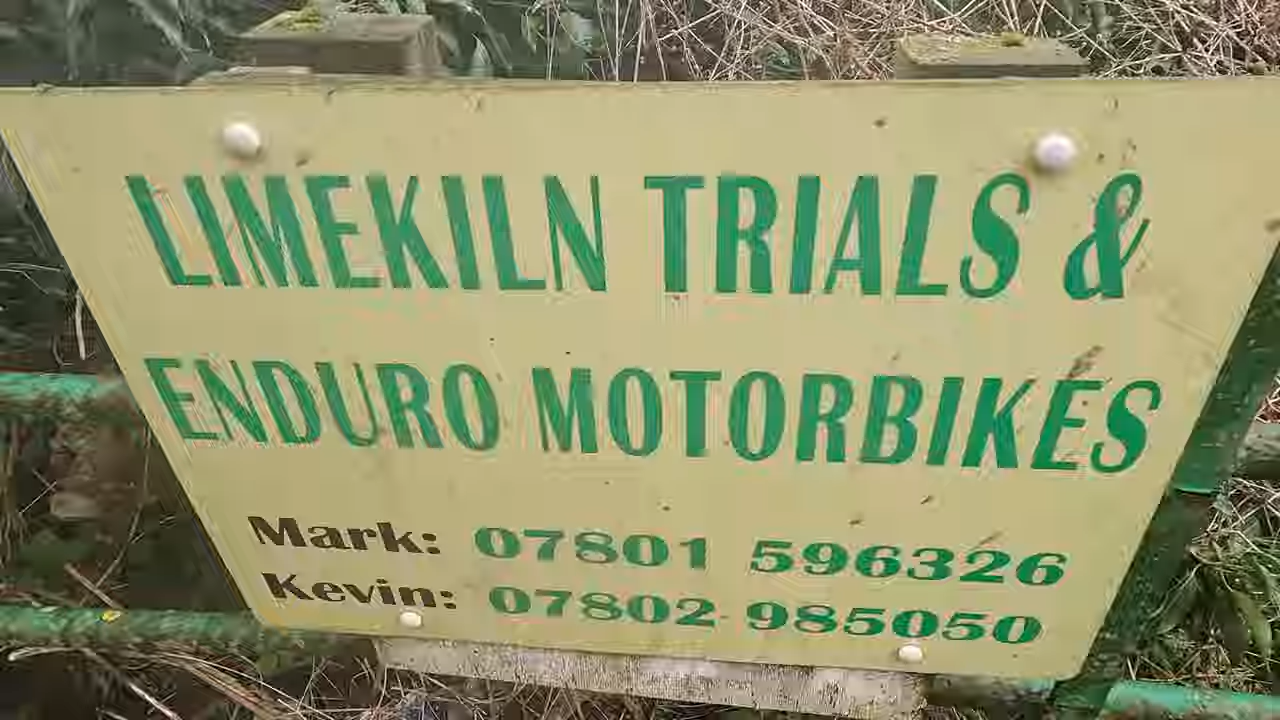 LIMEKILN TRIALS &
ENDURO MOTORBIKES
Mark: 07801 596326
Kevin: 07802 985050